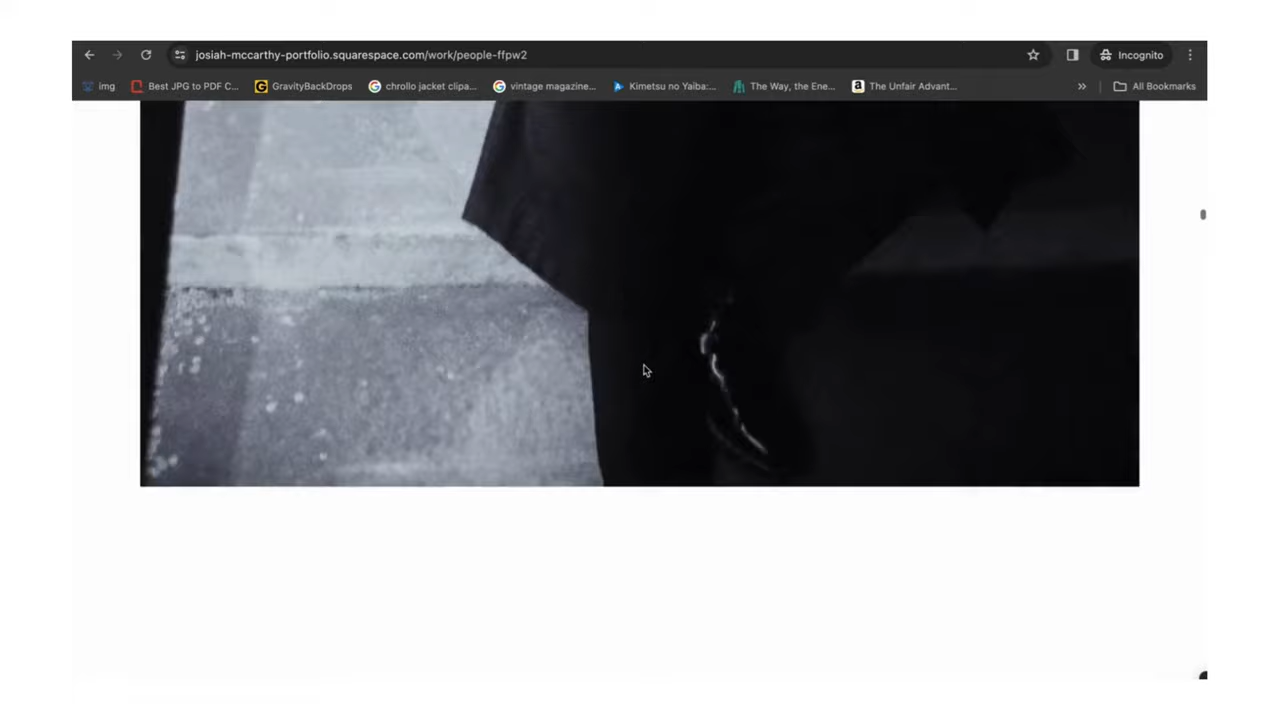 josiah-mccarthy-portfolio.squarespace.com/work/people-ffpw2
Incognito
img
Best JPG to PDF C...
GravityBackDrops
chrollo jacket clipa...
vintage magazine...
Kimetsu no Yaiba:...
The Way, the Ene...
The Unfair Advant...
All Bookmarks